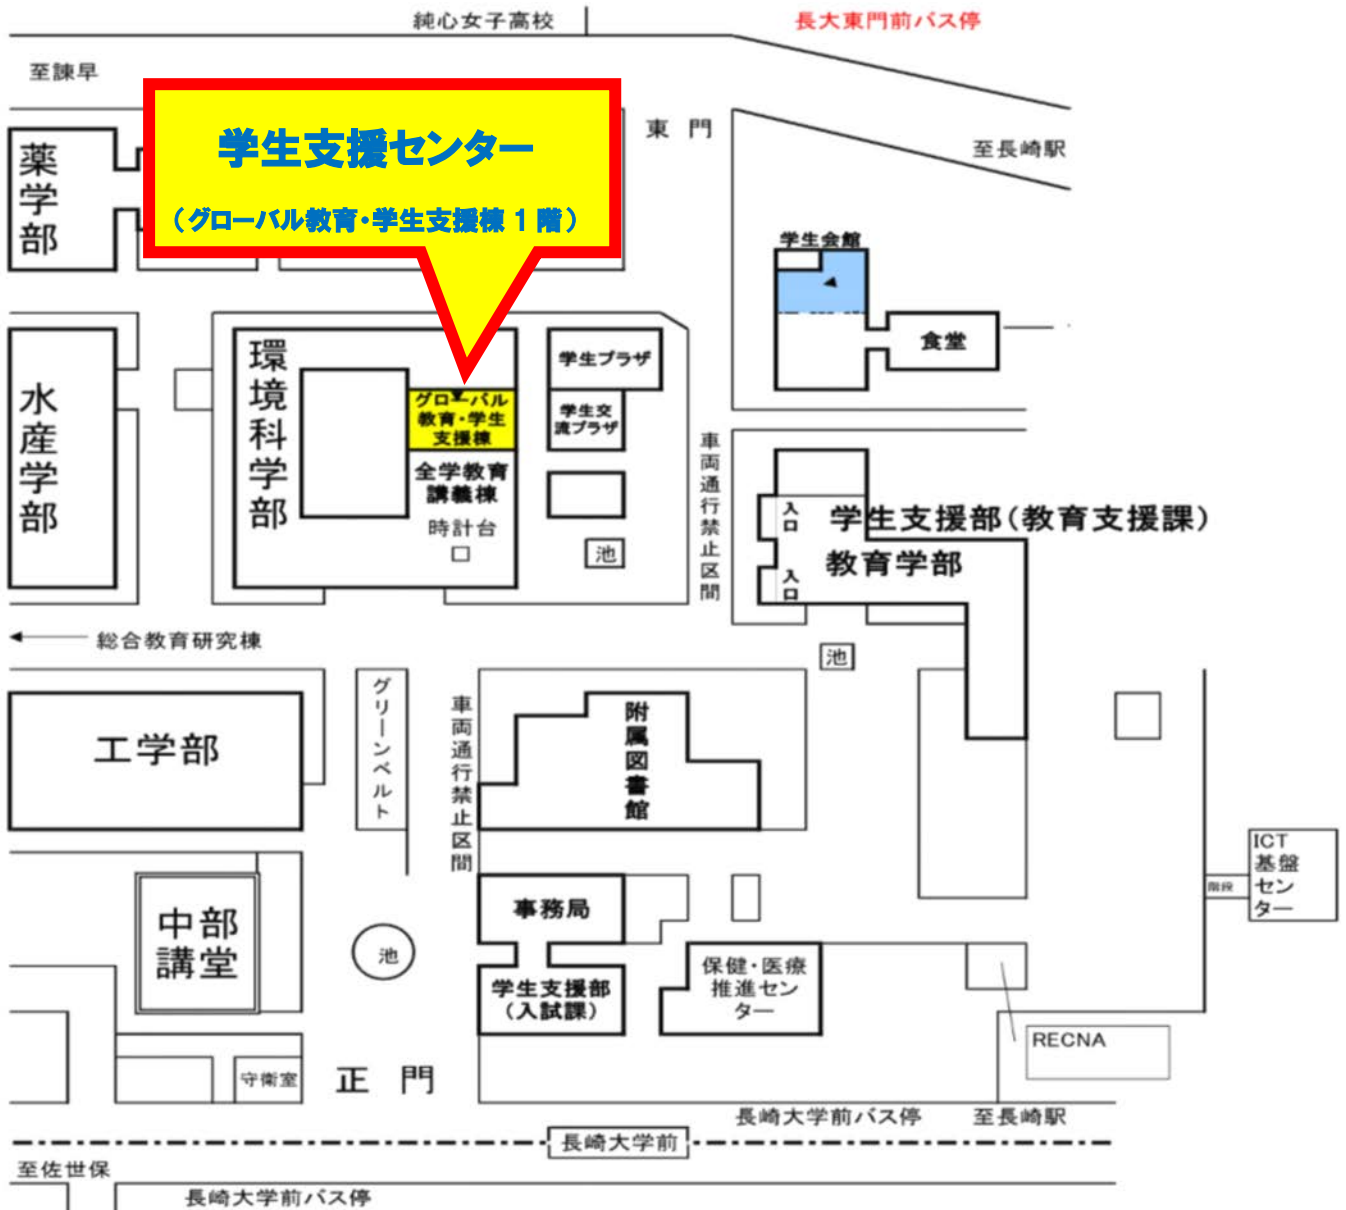 純心女子高校
長大東門前バス停
至諫早
学生支援センター
（グローバル教育・学生支援棟１階）
東 門
至長崎駅
薬学部
学生会館
食堂
水産学部
環境科学部
学生プラザ
グローバル
教育・学生
支援棟
学生交
流プラザ
全学教育
講義棟
時計台
池
車両通行禁止区間
入口
学生支援部（教育支援課）
教育学部
入口
総合教育研究棟
池
工学部
グリーンベルト
車両通行禁止区間
附属図書館
ICT
基盤
セン
ター
階段
中部
講堂
池
事務局
学生支援部
（入試課）
保健・医療
推進セン
ター
RECNA
守衛室
正 門
長崎大学前バス停
至長崎駅
長崎大学前
至佐世保
長崎大学前バス停